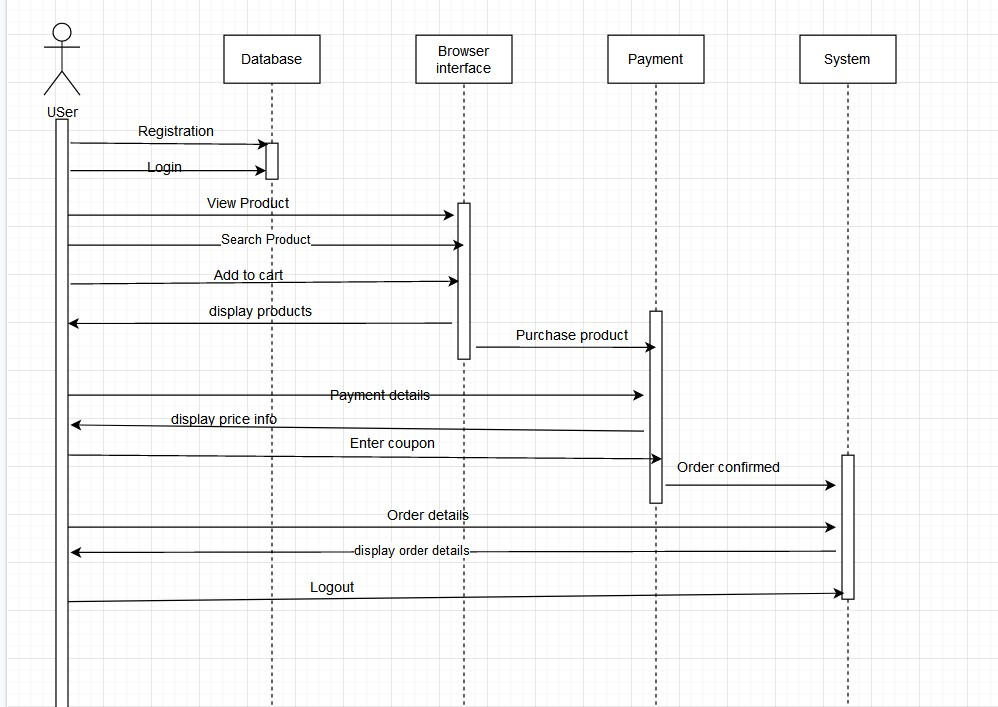 USer
Database
Browser
interface
Payment
System
Registration
Login
View Product
Search Product
Add to cart
display products
Purchase product
Payment details
display price info
Enter coupon
Order confirmed
Order details
display order details
Logout